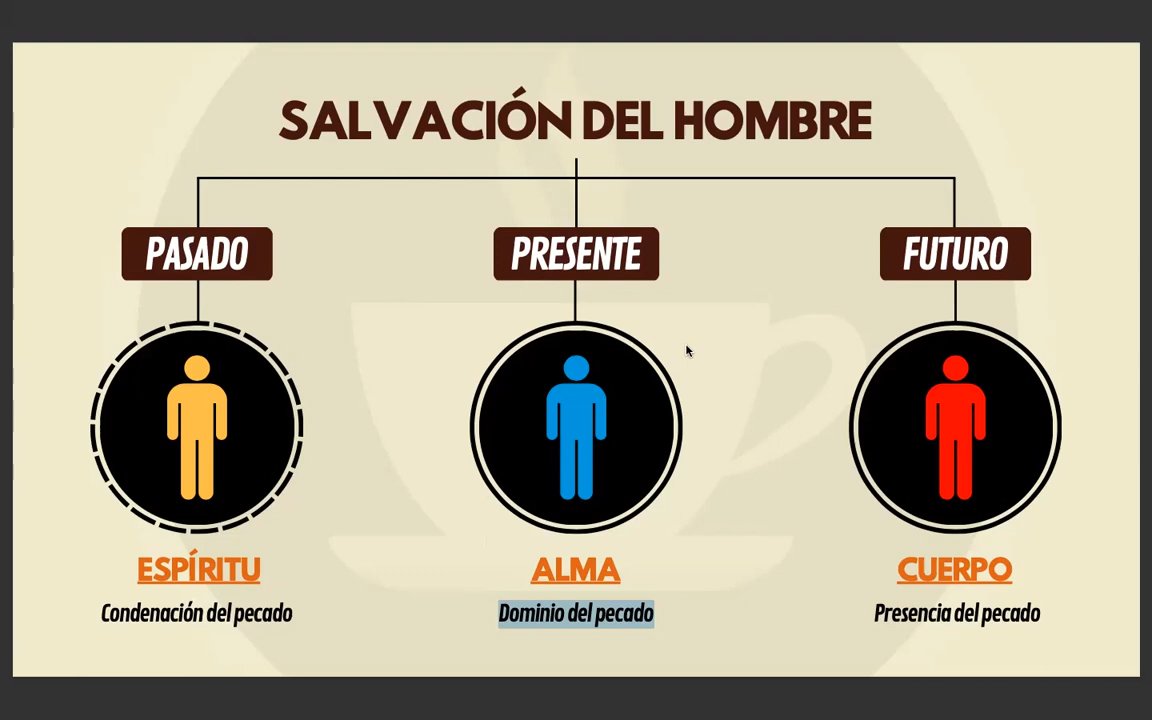 SALVACIÓN DEL HOMBRE
PASADO
PRESENTE
FUTURO
ESPÍRITU
ALMA
CUERPO
Condenación del pecado
Dominio del pecado
Presencia del pecado